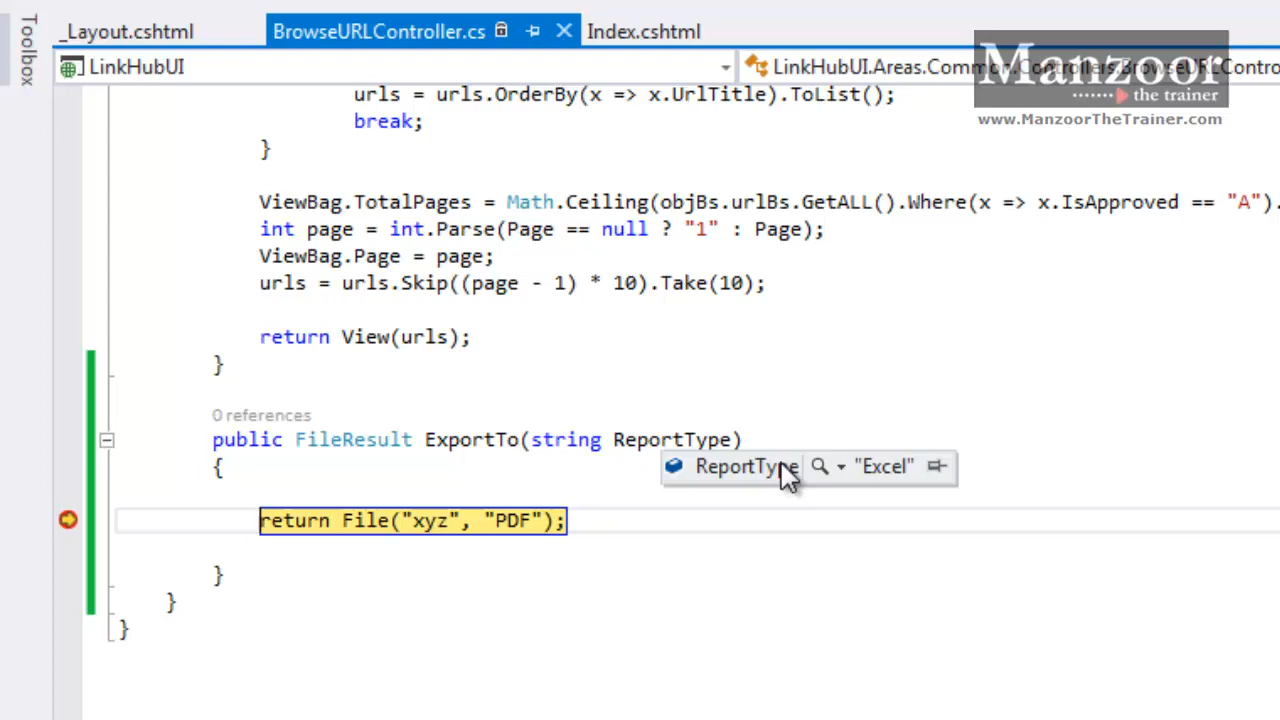 Toolbox
_Layout.cshtml
BrowseURLController.cs
Index.cshtml
LinkHubUI
LinkHubUI.Areas.Common.Controllers.BrowseURLContro
Manzoor
the trainer
www.ManzoorTheTrainer.com
urls = urls.OrderBy(x => x.UrlTitle).ToList();
break;
}
ViewBag.TotalPages = Math.Ceiling(objBs.urlBs.GetALL().Where(x => x.IsApproved == "A").
int page = int.Parse(Page == null ? "1" : Page);
ViewBag.Page = page;
urls = urls.Skip((page - 1) * 10).Take(10);
return View(urls);
}
0 references
public FileResult ExportTo(string ReportType)
{
ReportType "Excel"
return File("xyz", "PDF");
}
}
}